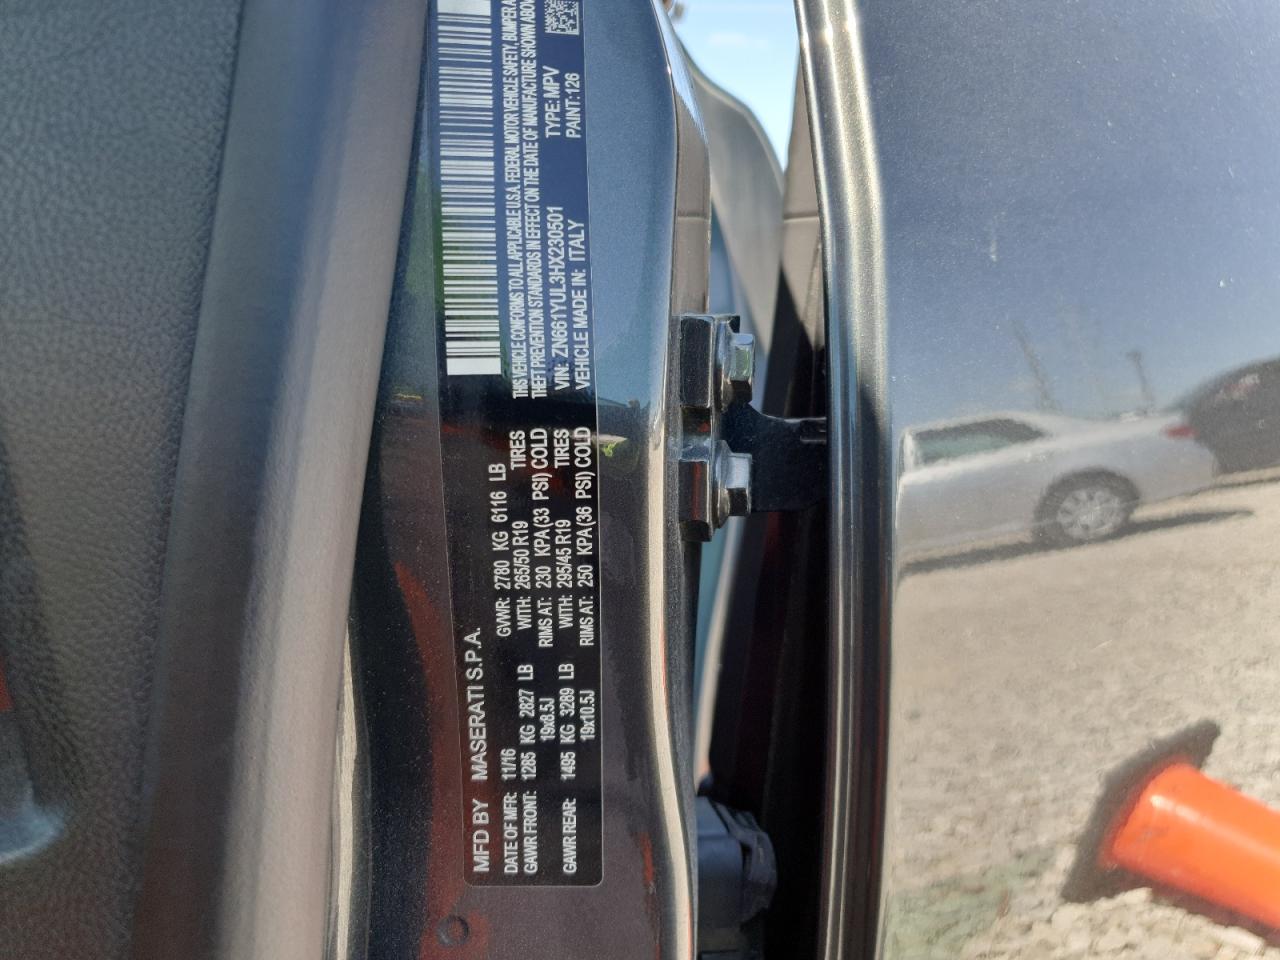 MFD BY MASERATI S.P.A.
DATE OF MFR: 11/16 GVWR: 2780 KG 6116 LB
GAWR FRONT: 1285 KG 2827 LB WITH: 265/50 R19 TIRES
19x8.5J RIMS AT: 230 KPA(33 PSI) COLD
GAWR REAR: 1495 KG 3289 LB WITH: 295/45 R19 TIRES
19x10.5J RIMS AT: 250 KPA(36 PSI) COLD
THIS VEHICLE CONFORMS TO ALL APPLICABLE U.S.A. FEDERAL MOTOR VEHICLE SAFETY, BUMPER
THEFT PREVENTION STANDARDS IN EFFECT ON THE DATE OF MANUFACTURE SHOWN
VIN: ZN661YUL3HX230501 TYPE: MPV
VEHICLE MADE IN: ITALY PAINT: 126